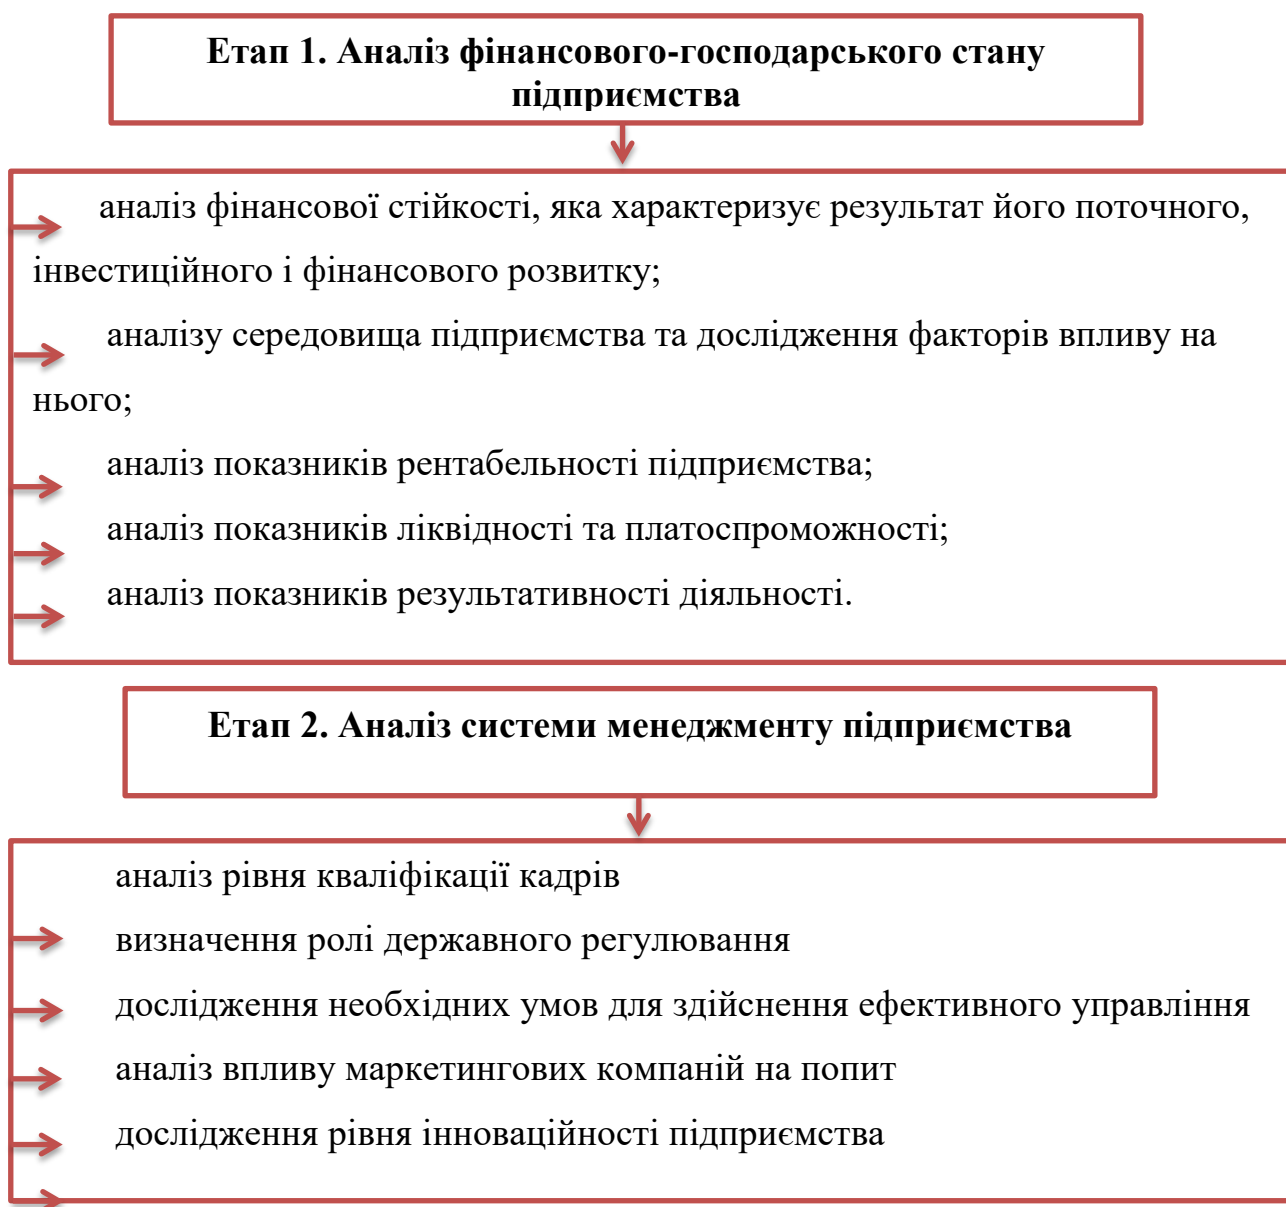 Етап 1. Аналіз фінансового-господарського стану
підприємства
аналіз фінансової стійкості, яка характеризує результат його поточного,
інвестиційного і фінансового розвитку;
аналізу середовища підприємства та дослідження факторів впливу на
нього;
аналіз показників рентабельності підприємства;
аналіз показників ліквідності та платоспроможності;
аналіз показників результативності діяльності.
Етап 2. Аналіз системи менеджменту підприємства
аналіз рівня кваліфікації кадрів
визначення ролі державного регулювання
дослідження необхідних умов для здійснення ефективного управління
аналіз впливу маркетингових компаній на попит
дослідження рівня інноваційності підприємства